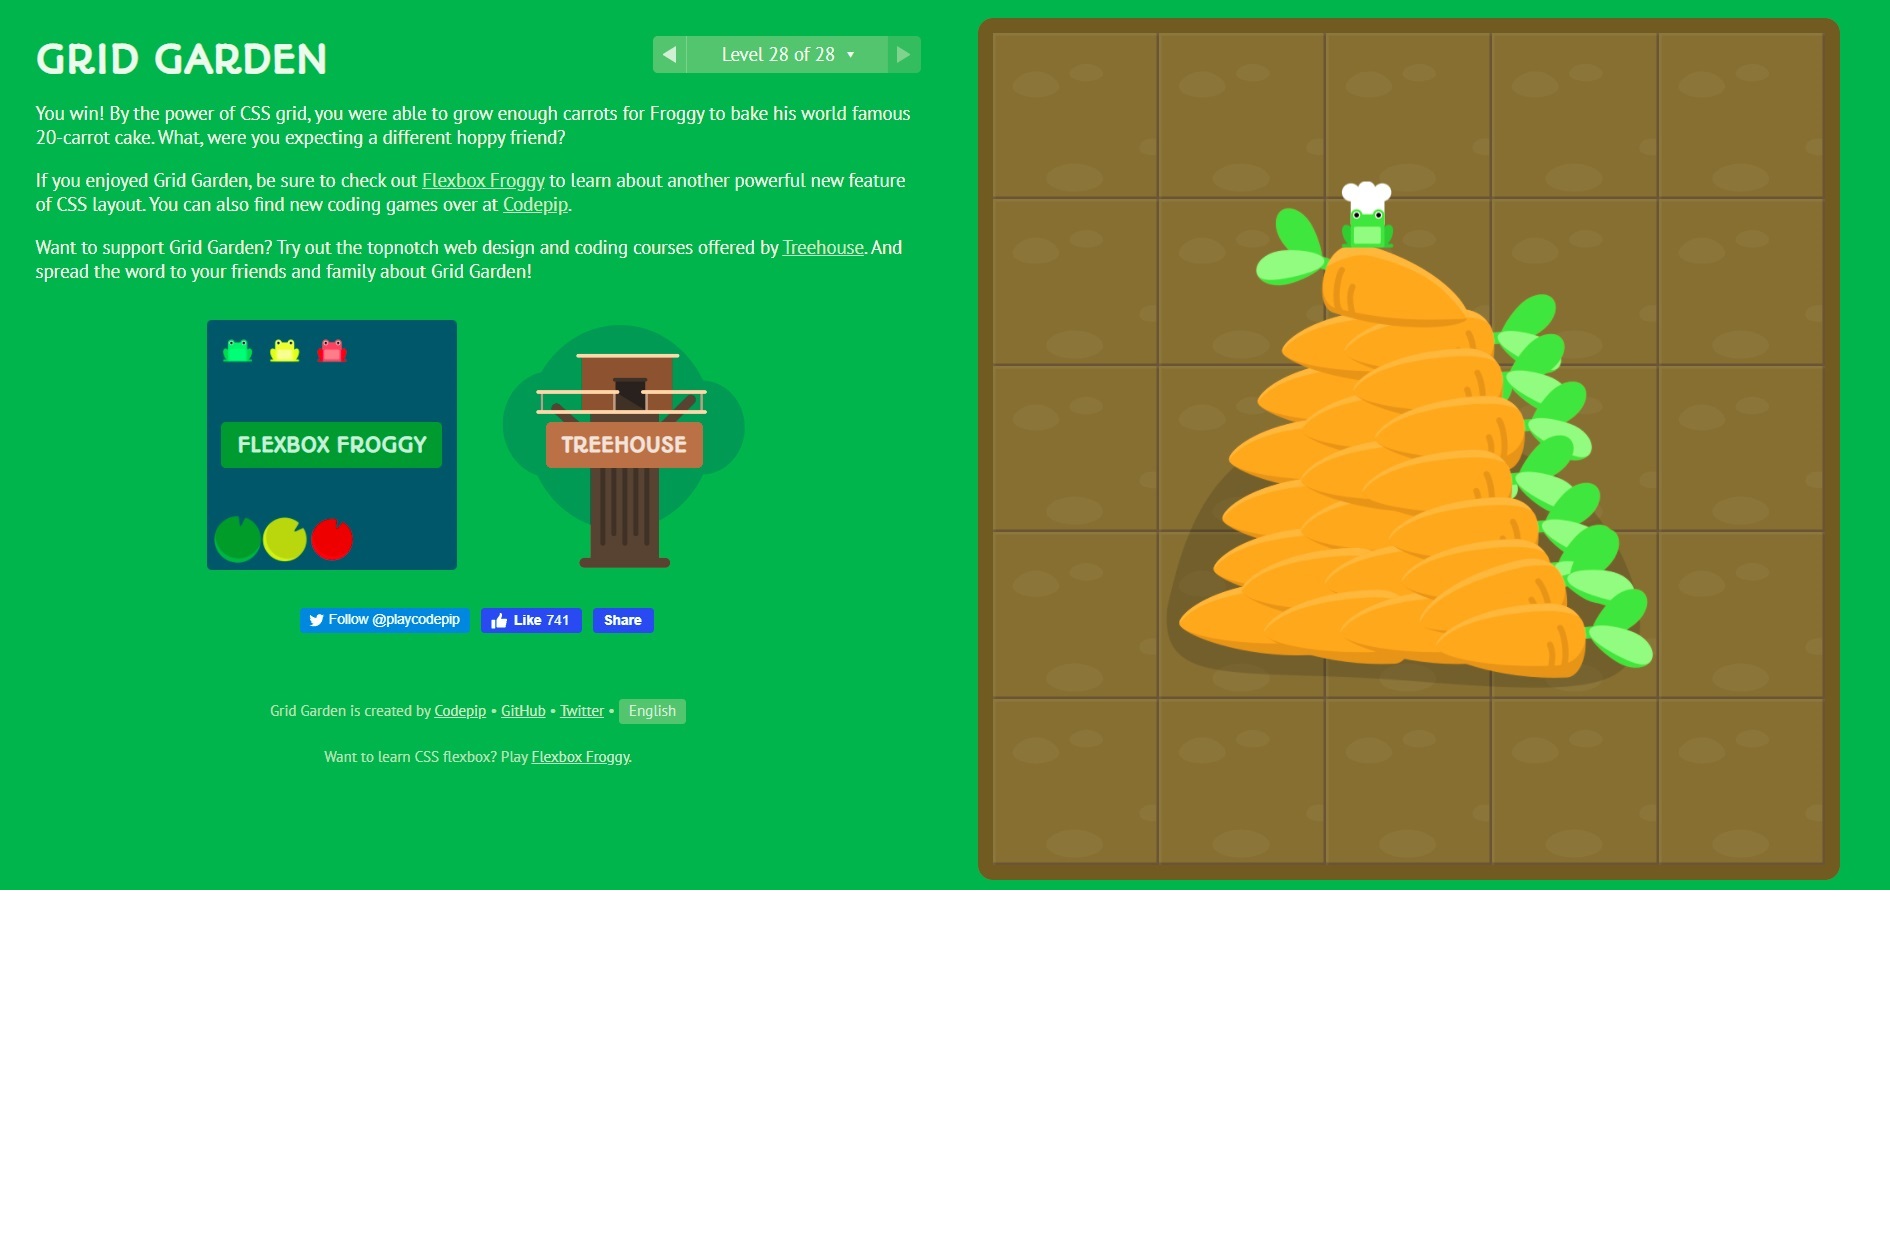 GRID GARDEN
Level 28 of 28
You win! By the power of CSS grid, you were able to grow enough carrots for Froggy to bake his world famous
20-carrot cake. What, were you expecting a different hoppy friend?
If you enjoyed Grid Garden, be sure to check out Flexbox Froggy to learn about another powerful new feature
of CSS layout. You can also find new coding games over at Codepip.
Want to support Grid Garden? Try out the topnotch web design and coding courses offered by Treehouse. And
spread the word to your friends and family about Grid Garden!
FLEXBOX FROGGY
TREEHOUSE
Follow @playcodepip
Like 741
Share
Grid Garden is created by Codepip • GitHub • Twitter • English
Want to learn CSS flexbox? Play Flexbox Froggy.